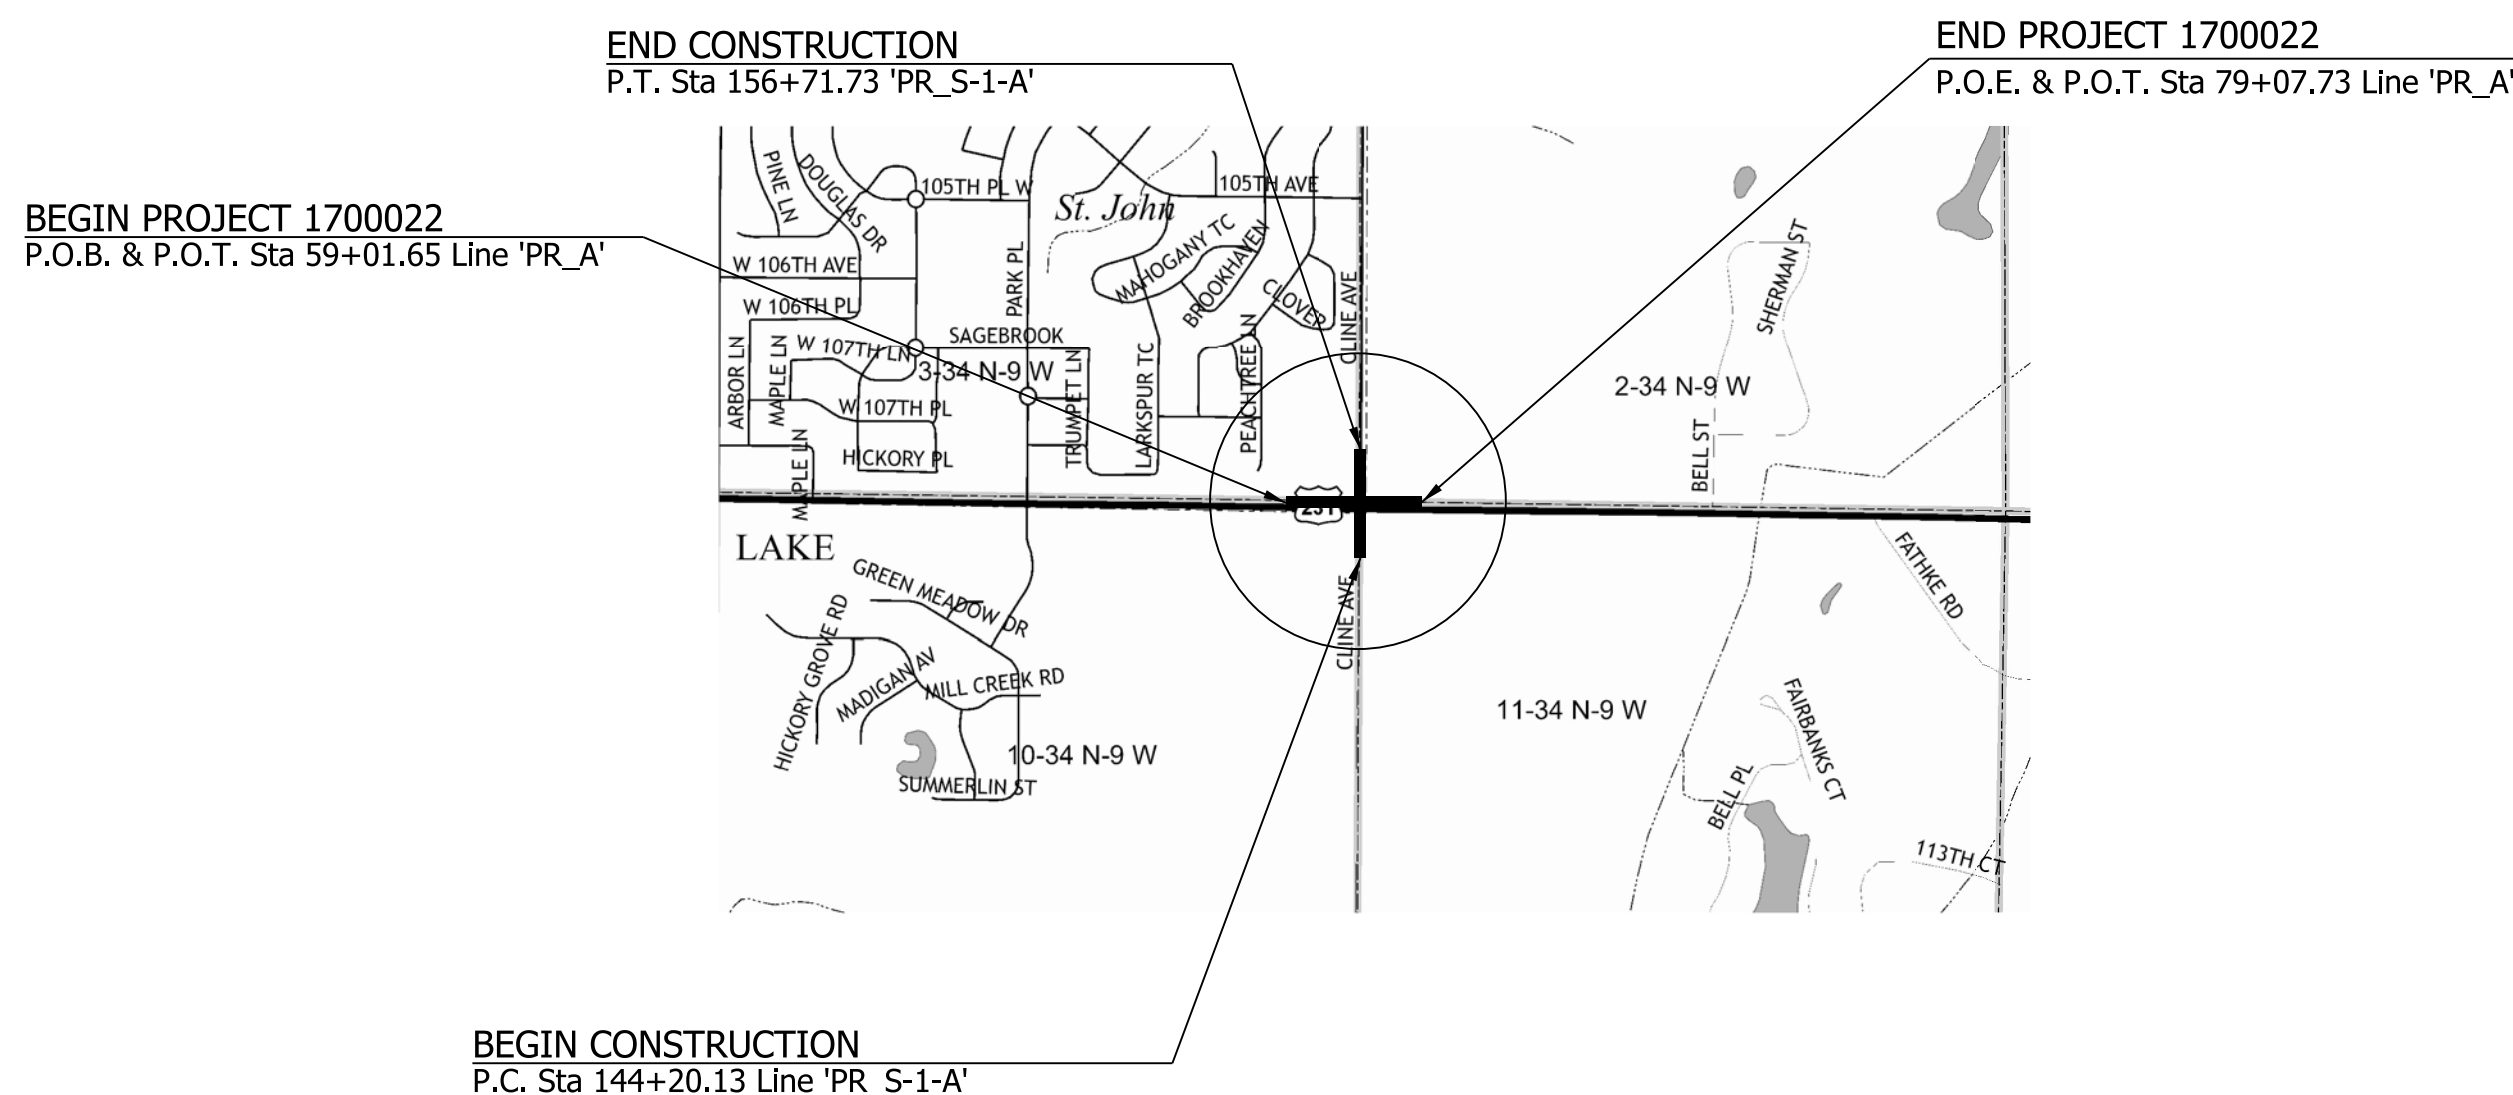 END CONSTRUCTION
P.T. Sta 156+71.73 'PR_S-1-A'
END PROJECT 1700022
P.O.E. & P.O.T. Sta 79+07.73 Line 'PR_A'
BEGIN PROJECT 1700022
P.O.B. & P.O.T. Sta 59+01.65 Line 'PR_A'
PINE LN
DOUGLAS DR
105TH PL W
105TH AVE
St. John
MAHOGANY TC
BROOKHAVEN
CLOVER
PARK PL
CLINE AVE
SHERMAN ST
W 106TH AVE
W 106TH PL
SAGEBROOK
ARBOR LN
MAPLE LN
W 107TH LN
3-34 N-9 W
TRUMPET LN
LARKSPUR TC
PEACHTREE LN
2-34 N-9 W
W 107TH PL
HICKORY PL
MAPLE LN
BELL ST
231
LAKE
GREEN MEADOW DR
CLINE AVE
FATHKE RD
HICKORY GROVE RD
MADIGAN AV
MILL CREEK RD
11-34 N-9 W
FAIRBANKS CT
10-34 N-9 W
SUMMERLIN ST
BELL PL
113TH CT
BEGIN CONSTRUCTION
P.C. Sta 144+20.13 Line 'PR S-1-A'